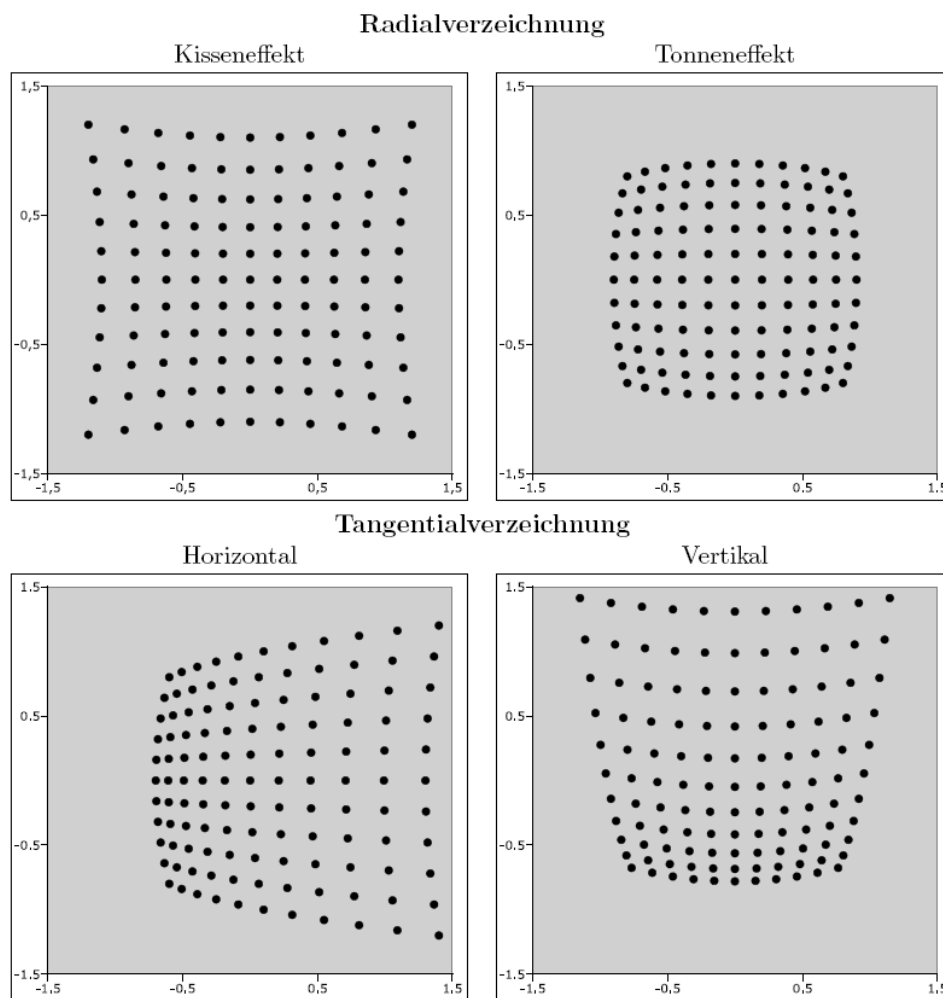 Radialverzeichnung
Kisseneffekt Tonneneffekt
1,5 1,5
0,5 0,5
-0,5 -0,5
-1,5 -1,5
-1,5 -0,5 0,5 1,5 -1.5 -0.5 0.5 1.5
Tangentialverzeichnung
Horizontal Vertikal
1.5 1.5
0.5 0.5
-0.5 -0.5
-1.5 -1.5
-1.5 -0.5 0.5 1.5 -1.5 -0.5 0.5 1.5